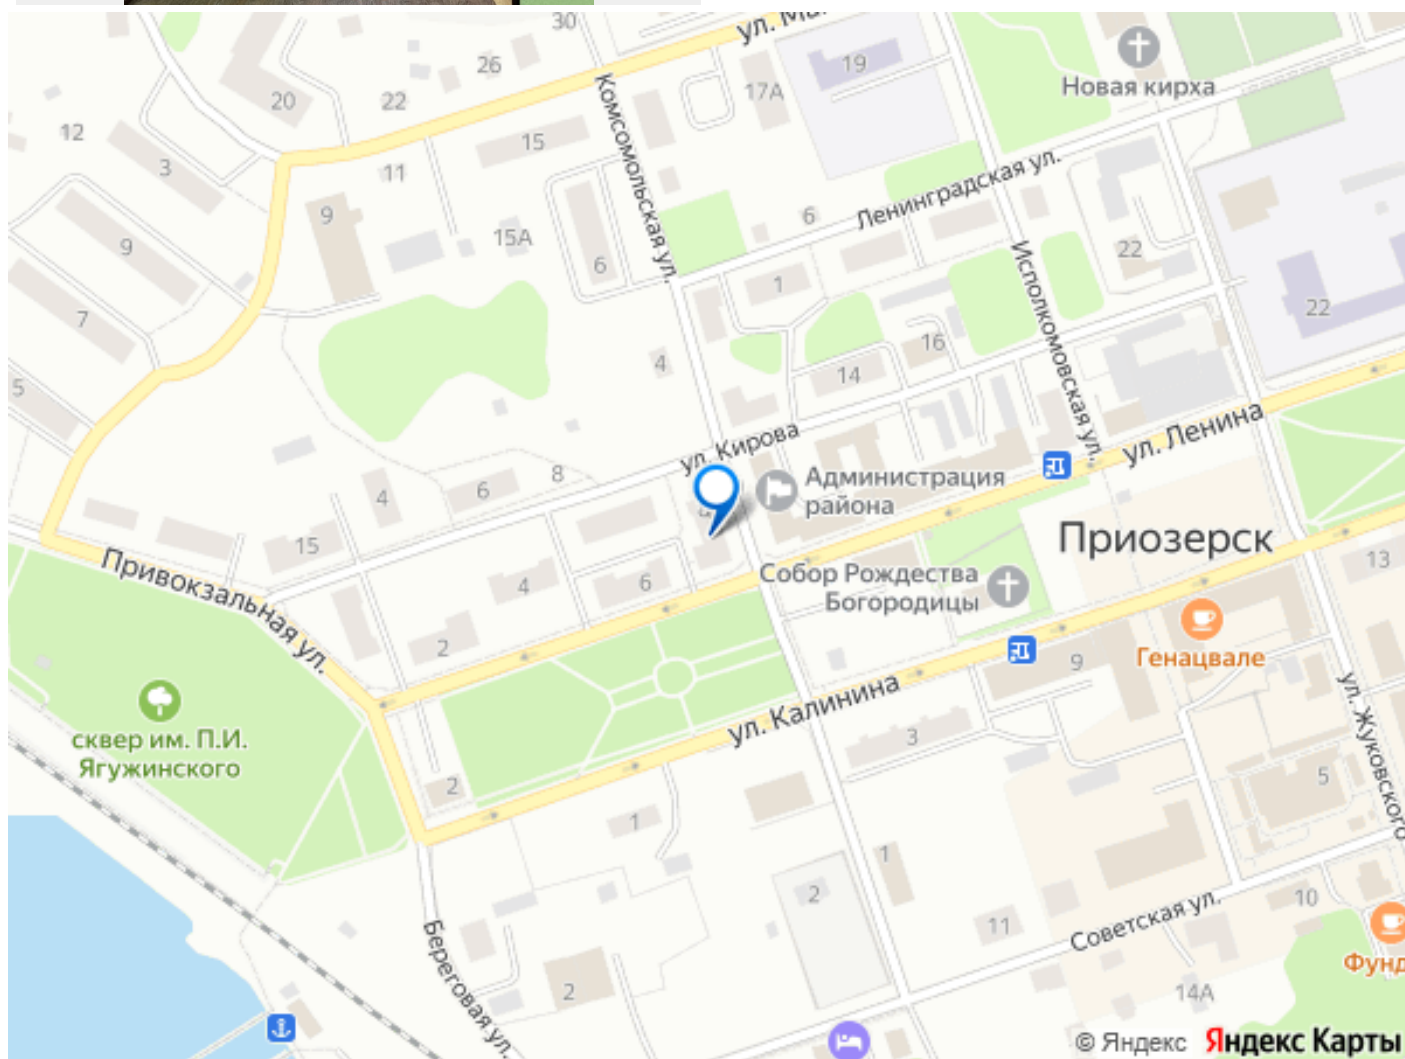 30
ул. Ма
26
19
Новая кирха
20
22
17А
Комсомольская ул.
12
3
15
11
Ленинградская ул.
9
15А
6
6
22
Исполкомовская ул.
9
1
22
7
16
4
14
5
ул. Ленина
ул. Кирова
8
6
4
Администрация
района
15
Приозерск
13
Привокзальная ул.
4
6
Собор Рождества
Богородицы
2
9
Генацвале
ул. Калинина
ул. Жуковского
сквер им. П.И.
Ягужинского
3
2
5
1
1
2
10
Береговая ул.
11
Советская ул.
Фунд
2
14А
© Яндекс Яндекс Карты